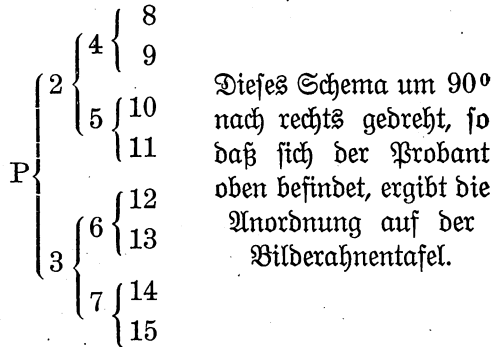 8
4
9
2
10
5
11
P
12
6
13
3
14
7
15
Dieſes Schema um 90°
nach rechts gedreht, ſo
daß ſich der Probant
oben befindet, ergibt die
Anordnung auf der
Bilderahnentafel.